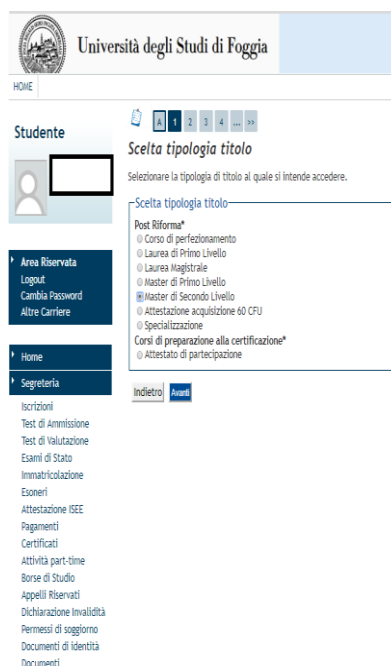 Università degli Studi di Foggia
HOME
Studente
Area Riservata
Logout
Cambia Password
Altre Carriere
Home
Segreteria
Iscrizioni
Test di Ammissione
Test di Valutazione
Esami di Stato
Immatricolazione
Esoneri
Attestazione ISEE
Pagamenti
Certificati
Attività part-time
Borse di Studio
Appelli Riservati
Dichiarazione Invalidità
Permessi di soggiorno
Documenti di identità
Documenti
A 1 2 3 4 ... >>
Scelta tipologia titolo
Selezionare la tipologia di titolo al quale si intende accedere.
Scelta tipologia titolo
Post Riforma*
Corso di perfezionamento
Laurea di Primo Livello
Laurea Magistrale
Master di Primo Livello
Master di Secondo Livello
Attestazione acquisizione 60 CFU
Specializzazione
Corsi di preparazione alla certificazione*
Attestato di partecipazione
Indietro Avanti